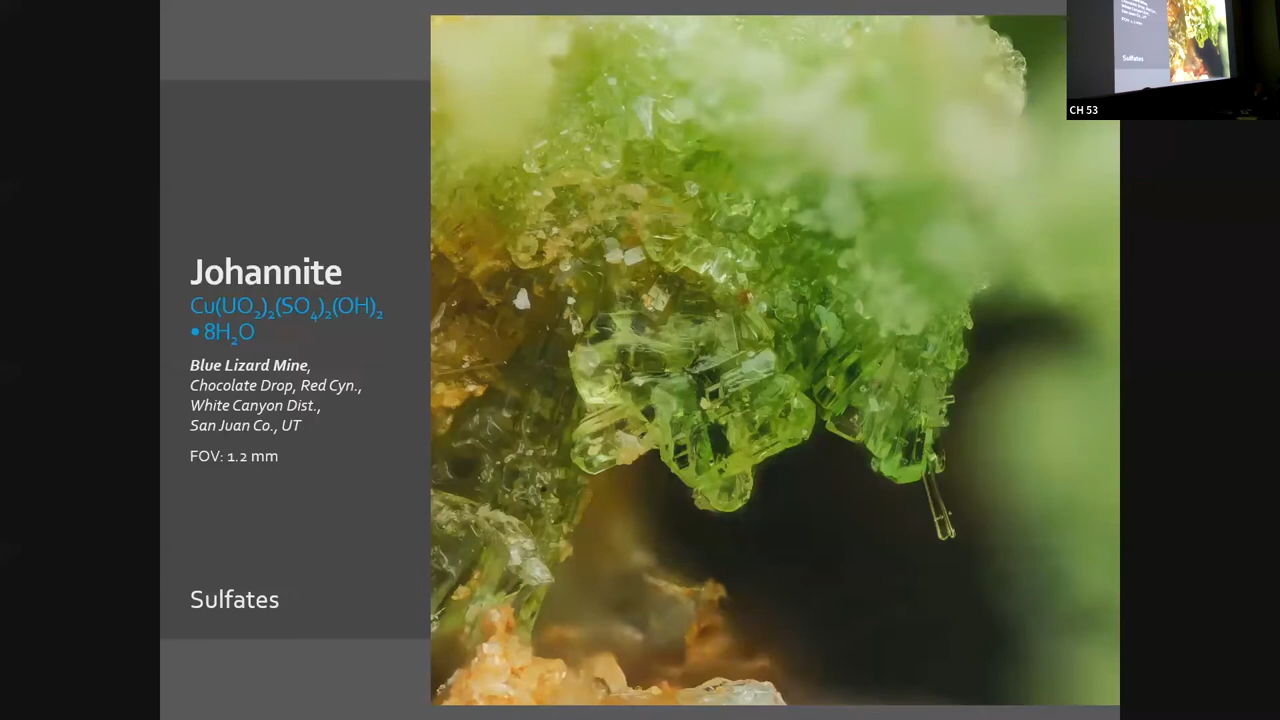 Johannite
Cu(UO₂)₂(SO₄)₂(OH)₂
• 8H₂O
Blue Lizard Mine,
Chocolate Drop, Red Cyn.,
White Canyon Dist.,
San Juan Co., UT
FOV: 1.2 mm
Sulfates
Sulfates
CH 53